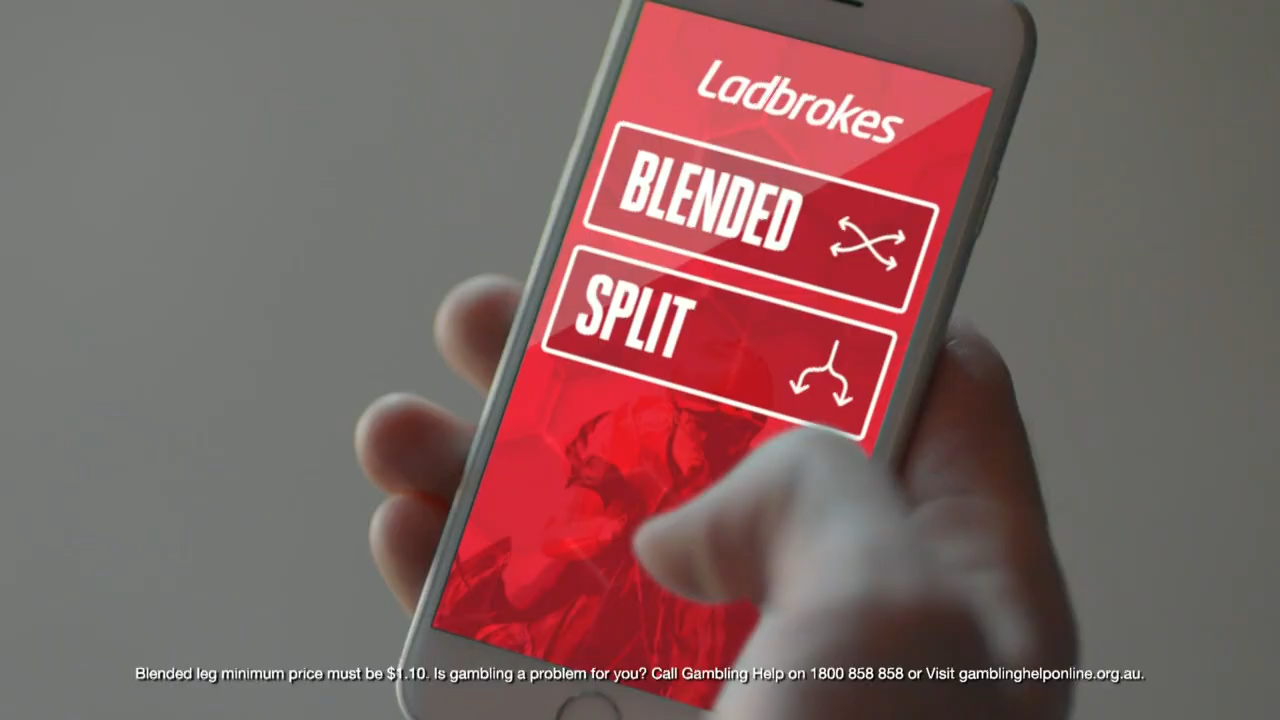 Ladbrokes
BLENDED
SPLIT
Blended leg minimum price must be $1.10. Is gambling a problem for you? Call Gambling Help on 1800 858 858 or Visit gamblinghelponline.org.au.